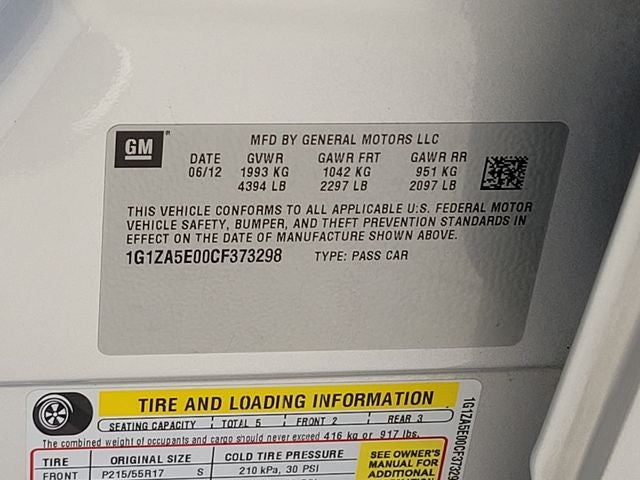 GM
MFD BY GENERAL MOTORS LLC
DATE GVWR GAWR FRT GAWR RR
06/12 1993 KG 1042 KG 951 KG
4394 LB 2297 LB 2097 LB
THIS VEHICLE CONFORMS TO ALL APPLICABLE U.S. FEDERAL MOTOR
VEHICLE SAFETY, BUMPER, AND THEFT PREVENTION STANDARDS IN
EFFECT ON THE DATE OF MANUFACTURE SHOWN ABOVE.
1G1ZA5E00CF373298 TYPE: PASS CAR
TIRE AND LOADING INFORMATION
SEATING CAPACITY TOTAL 5 FRONT 2 REAR 3
The combined weight of occupants and cargo should never exceed 416 kg or 917 lbs.
TIRE ORIGINAL SIZE COLD TIRE PRESSURE
FRONT P215/55R17 S 210 kPa, 30 PSI
SEE OWNER'S
MANUAL FOR
ADDITIONAL
1G1ZA5E00CF37329